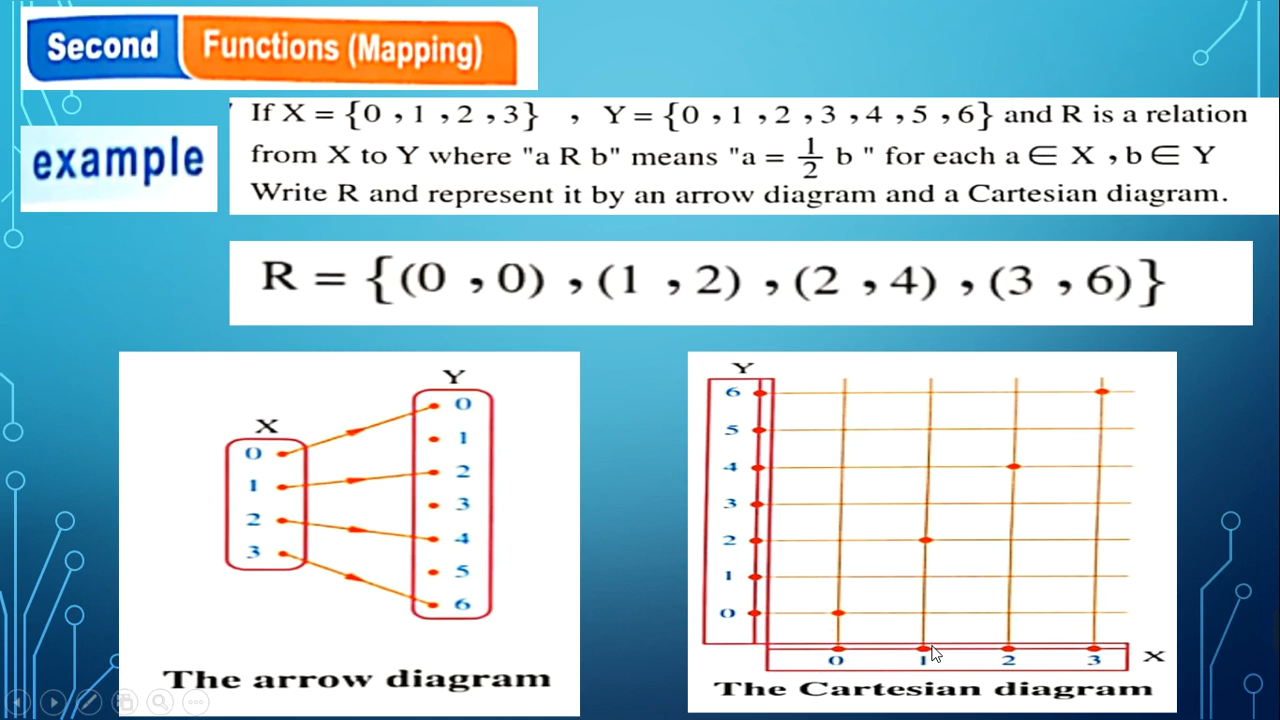 Second Functions (Mapping)
example
If X = {0 , 1 , 2 , 3} , Y = {0 , 1 , 2 , 3 , 4 , 5 , 6} and R is a relation
from X to Y where "a R b" means "a = 1/2 b " for each a ∈ X , b ∈ Y
Write R and represent it by an arrow diagram and a Cartesian diagram.
R = {(0 , 0) , (1 , 2) , (2 , 4) , (3 , 6)}
X
0
1
2
3
Y
0
1
2
3
4
5
6
The arrow diagram
Y
6
5
4
3
2
1
0
0 1 2 3 X
The Cartesian diagram